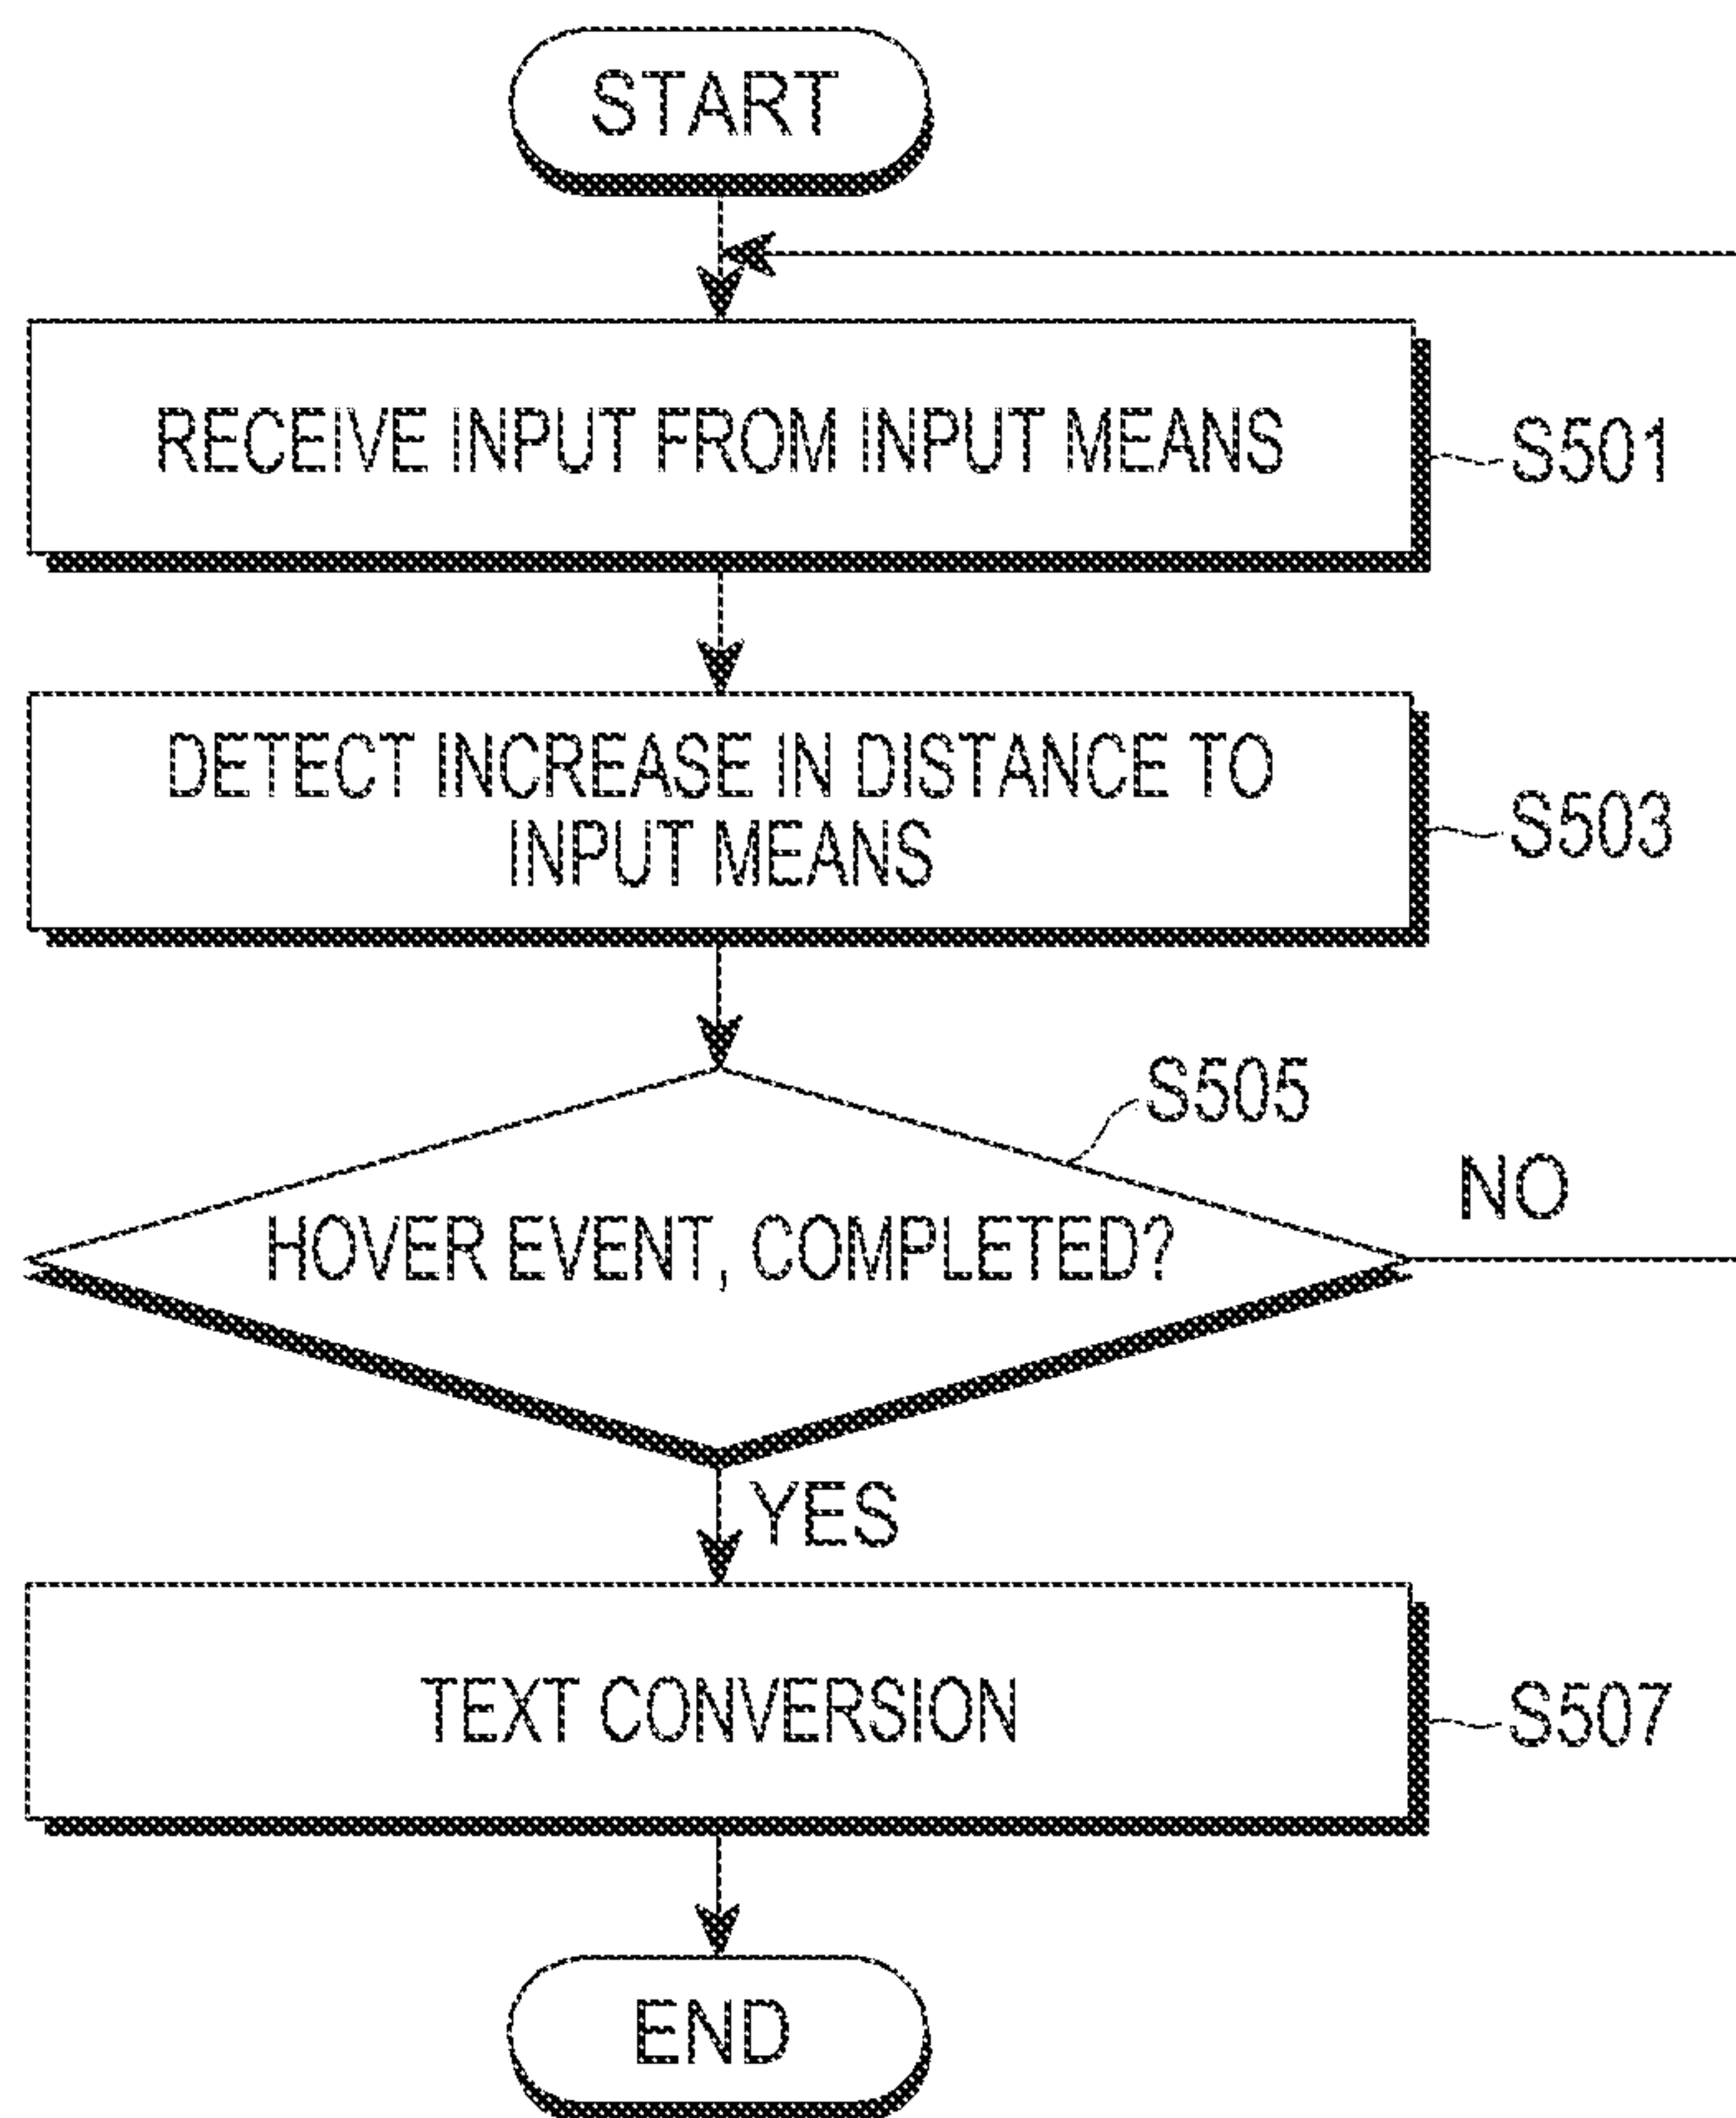 START
RECEIVE INPUT FROM INPUT MEANS
S501
DETECT INCREASE IN DISTANCE TO
INPUT MEANS
S503
S505
HOVER EVENT, COMPLETED?
NO
YES
TEXT CONVERSION
S507
END